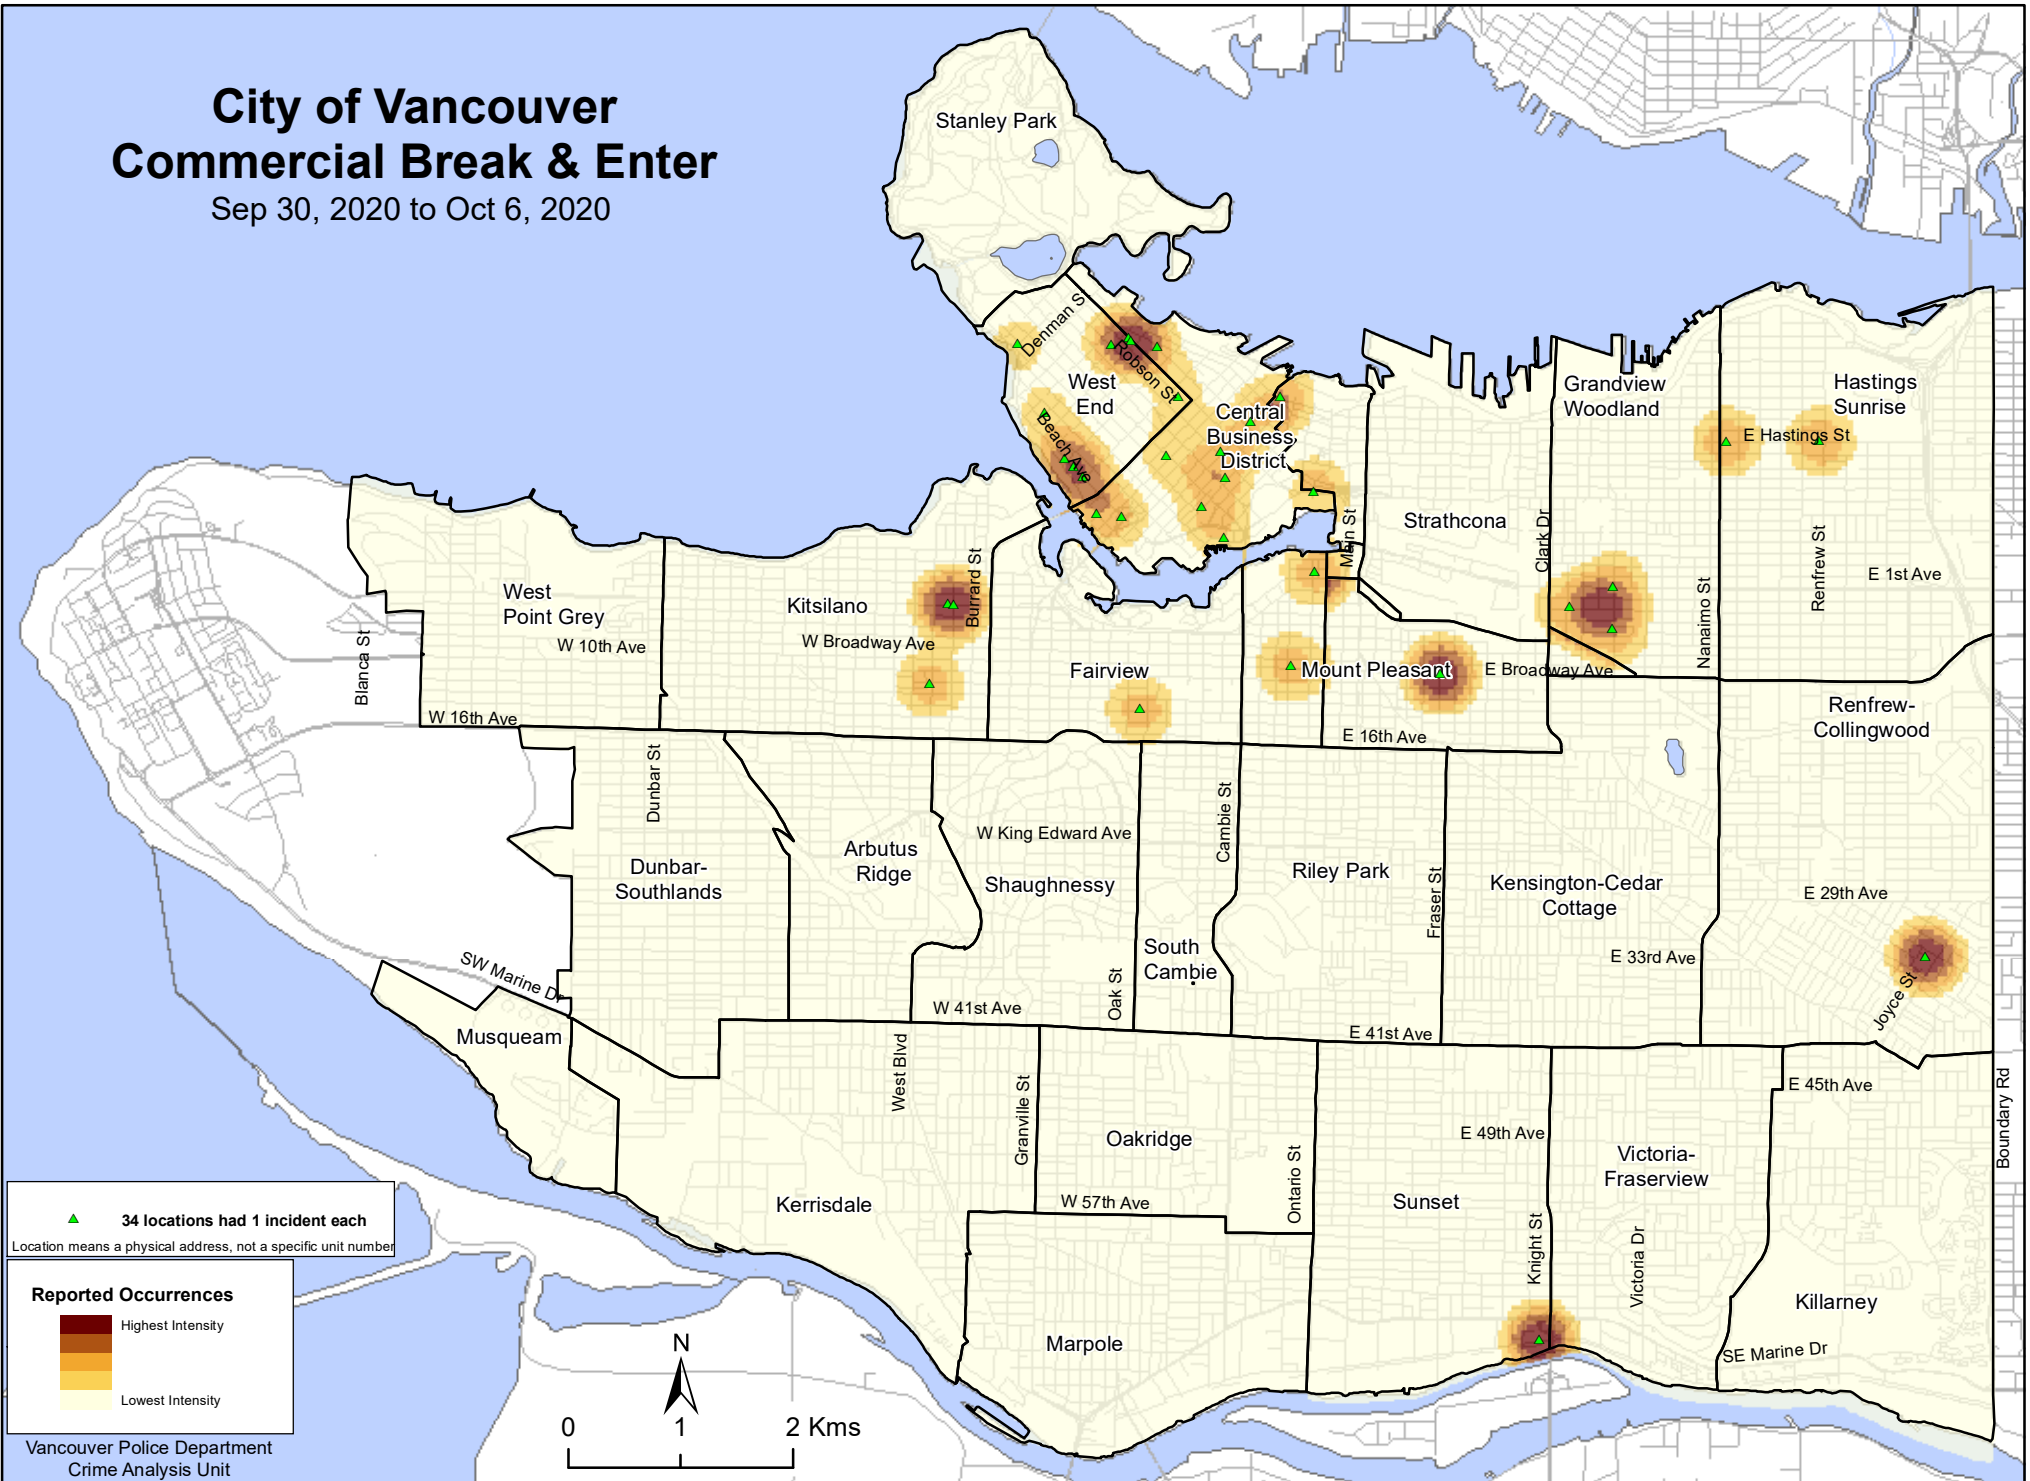 City of Vancouver
Commercial Break & Enter
Sep 30, 2020 to Oct 6, 2020
Stanley Park
Denman S
Robson St
West
End
Beach Ave
Central
Business
District
Grandview
Woodland
Hastings
Sunrise
E Hastings St
Strathcona
Main St
Clark Dr
Nanaimo St
Renfrew St
E 1st Ave
West
Point Grey
W 10th Ave
Blanca St
W 16th Ave
Kitsilano
W Broadway Ave
Burrard St
Fairview
Mount Pleasant
E Broadway Ave
E 16th Ave
Renfrew-
Collingwood
Dunbar St
Dunbar-
Southlands
Arbutus
Ridge
W King Edward Ave
Shaughnessy
Cambie St
South
Cambie
Oak St
W 41st Ave
Riley Park
Fraser St
Kensington-Cedar
Cottage
E 29th Ave
E 33rd Ave
Joyce St
E 41st Ave
SW Marine Dr
Musqueam
West Blvd
Granville St
Oakridge
W 57th Ave
Ontario St
E 49th Ave
Sunset
Knight St
Victoria-
Fraserview
Victoria Dr
E 45th Ave
Boundary Rd
Killarney
SE Marine Dr
Kerrisdale
Marpole
34 locations had 1 incident each
Location means a physical address, not a specific unit number
Reported Occurrences
Highest Intensity
Lowest Intensity
Vancouver Police Department
Crime Analysis Unit
N
0 1 2 Kms